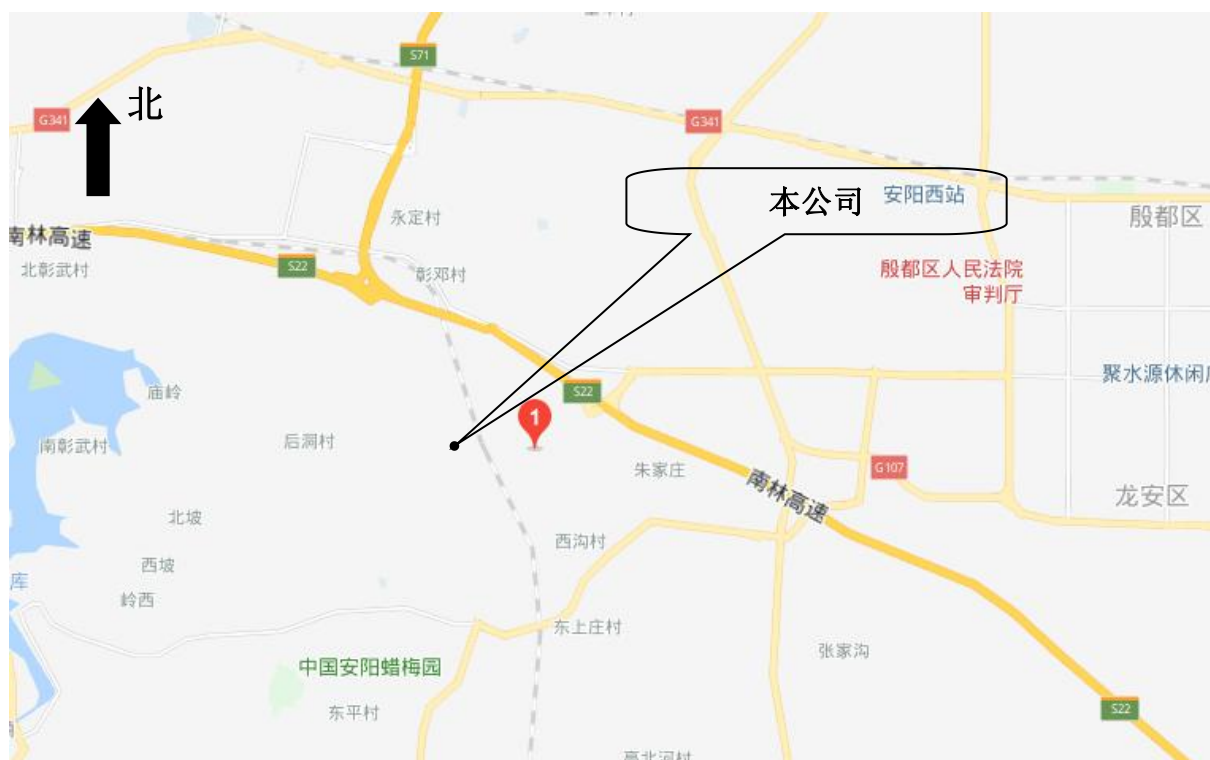 S71
北
G341
G341
本公司
安阳西站
殷都区
永定村
南林高速
北彰武村
S22
彰邓村
殷都区人民法院
审判厅
聚水源休闲
庙岭
S22
1
南彰武村
后洞村
朱家庄
G107
南林高速
龙安区
北坡
西沟村
西坡
库
岭西
东上庄村
张家沟
中国安阳蜡梅园
东平村
S22